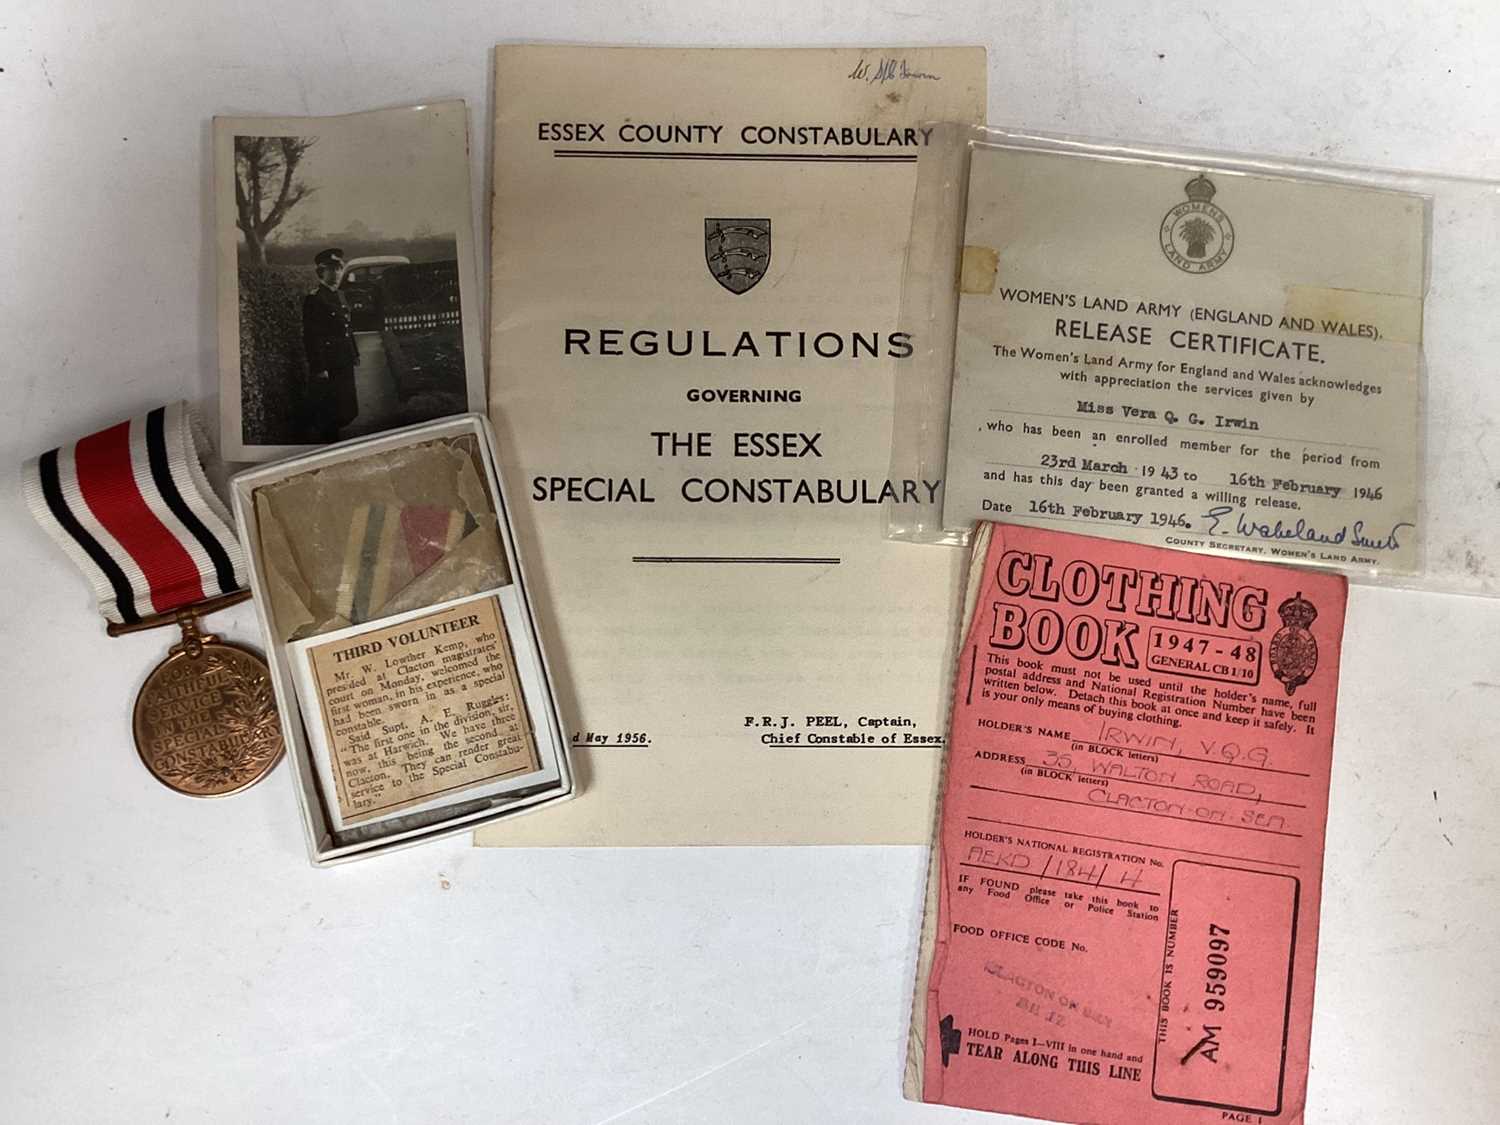 W. S/C Irwin
ESSEX COUNTY CONSTABULARY
REGULATIONS
GOVERNING
THE ESSEX
SPECIAL CONSTABULARY
F.R.J. PEEL, Captain,
Chief Constable of Essex.
d May 1956.
WOMENS
LAND ARMY
WOMEN'S LAND ARMY (ENGLAND AND WALES).
RELEASE CERTIFICATE.
The Women's Land Army for England and Wales acknowledges
with appreciation the services given by
Miss Vera Q. G. Irwin
who has been an enrolled member for the period from
23rd March 1943 to 16th February 1946
and has this day been granted a willing release.
Date 16th February 1946.
COUNTY SECRETARY, WOMEN'S LAND ARMY.
FOR
FAITHFUL
SERVICE
IN THE
SPECIAL
CONSTABULARY
THIRD VOLUNTEER
Mr. W. Lowther Kemp, who
presided at Clacton magistrates'
court on Monday, welcomed the
first woman, in his experience, who
had been sworn in as a special
constable.
Said Supt. A. E. Ruggles:
"The first one in the division, sir,
was at Harwich. We have three
now, this being the second at
Clacton. They can render great
service to the Special Constabu-
lary."
CLOTHING
BOOK
1947-48
GENERAL CB 1/10
This book must not be used until the holder's name, full
postal address and National Registration Number have been
written below. Detach this book at once and keep it safely. It
is your only means of buying clothing.
HOLDER'S NAME IRWIN, V.Q.G.
(in BLOCK letters)
ADDRESS 35, WALTON ROAD,
(in BLOCK letters)
CLACTON-ON-SEA
HOLDER'S NATIONAL REGISTRATION No.
AEKD/184/4
IF FOUND please take this book to
any Food Office or Police Station
FOOD OFFICE CODE No.
CLACTON ON SEA
THIS BOOK IS NUMBER
AM 959097
HOLD Pages I—VIII in one hand and
TEAR ALONG THIS LINE
PAGE I